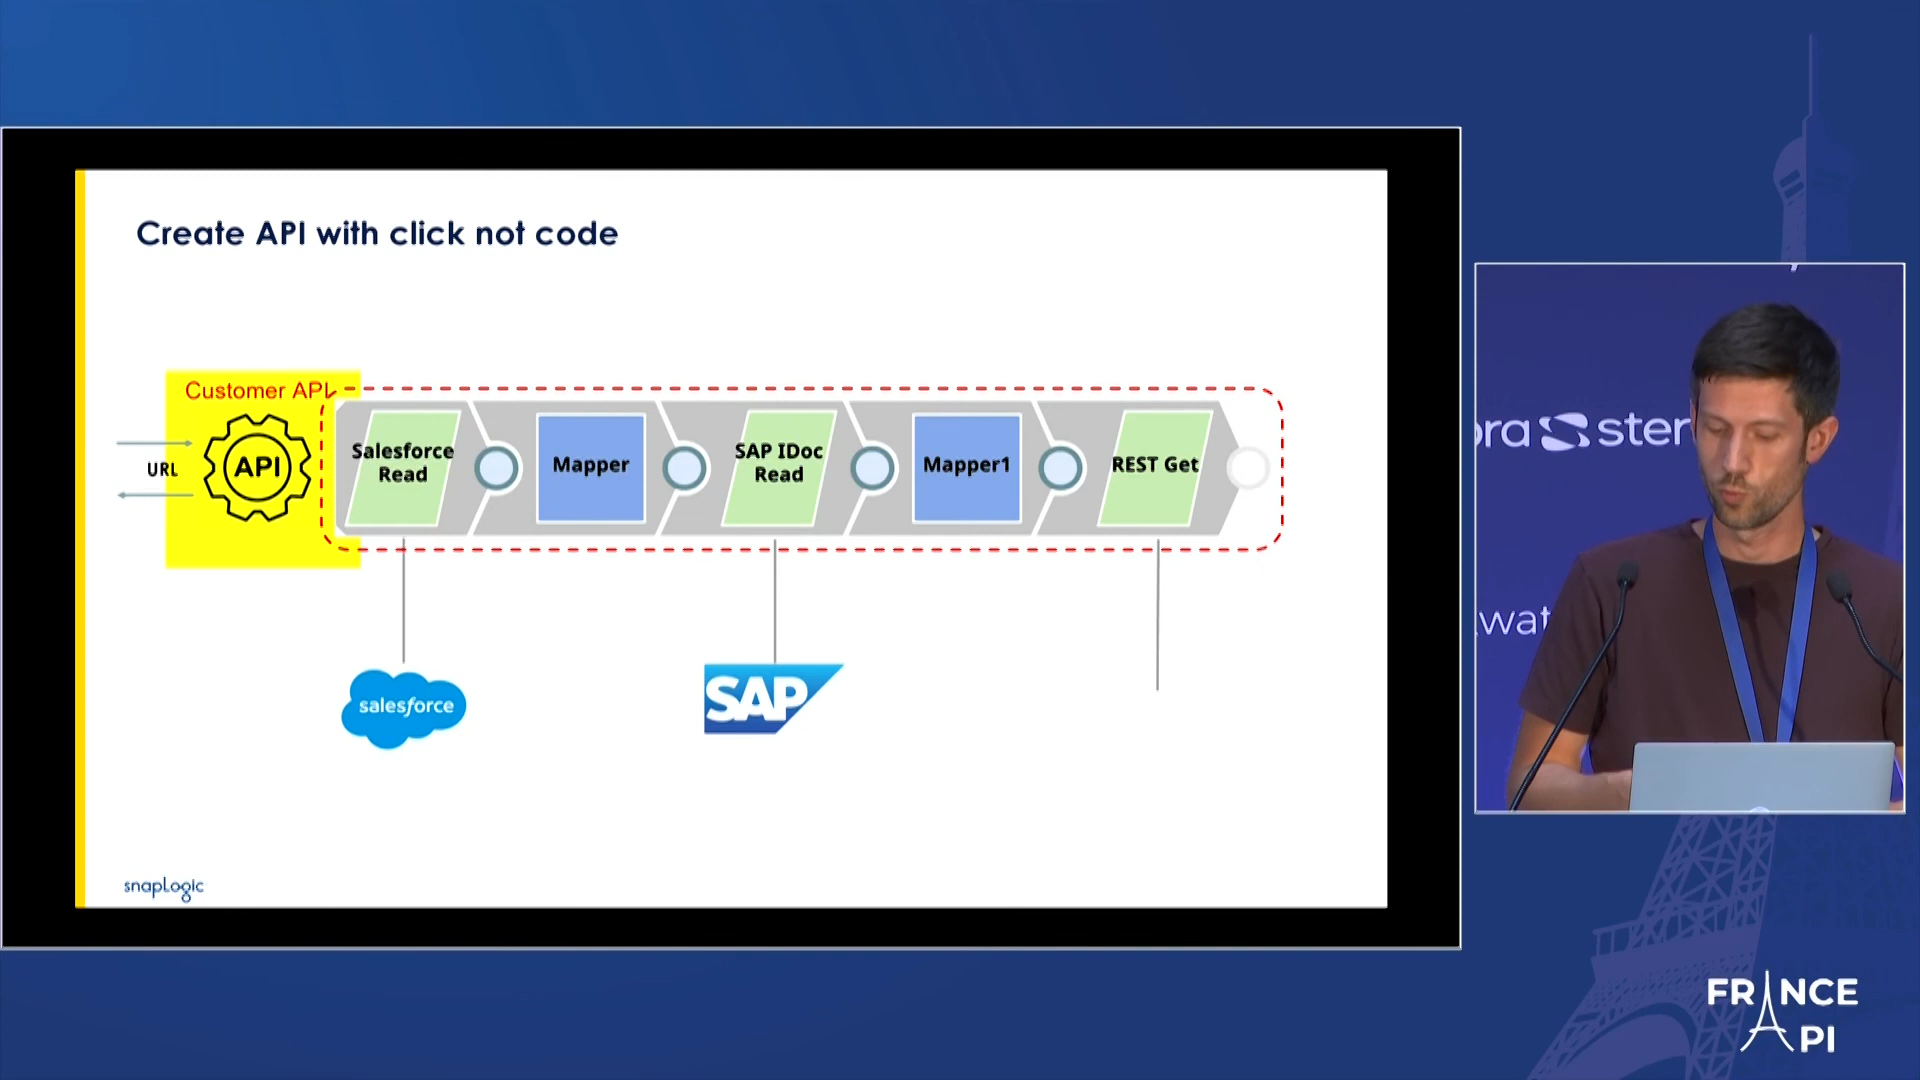 Create API with click not code
Customer API
URL
API
Salesforce
Read
Mapper
SAP IDoc
Read
Mapper1
REST Get
salesforce
SAP
snapLogic
FRANCE
API